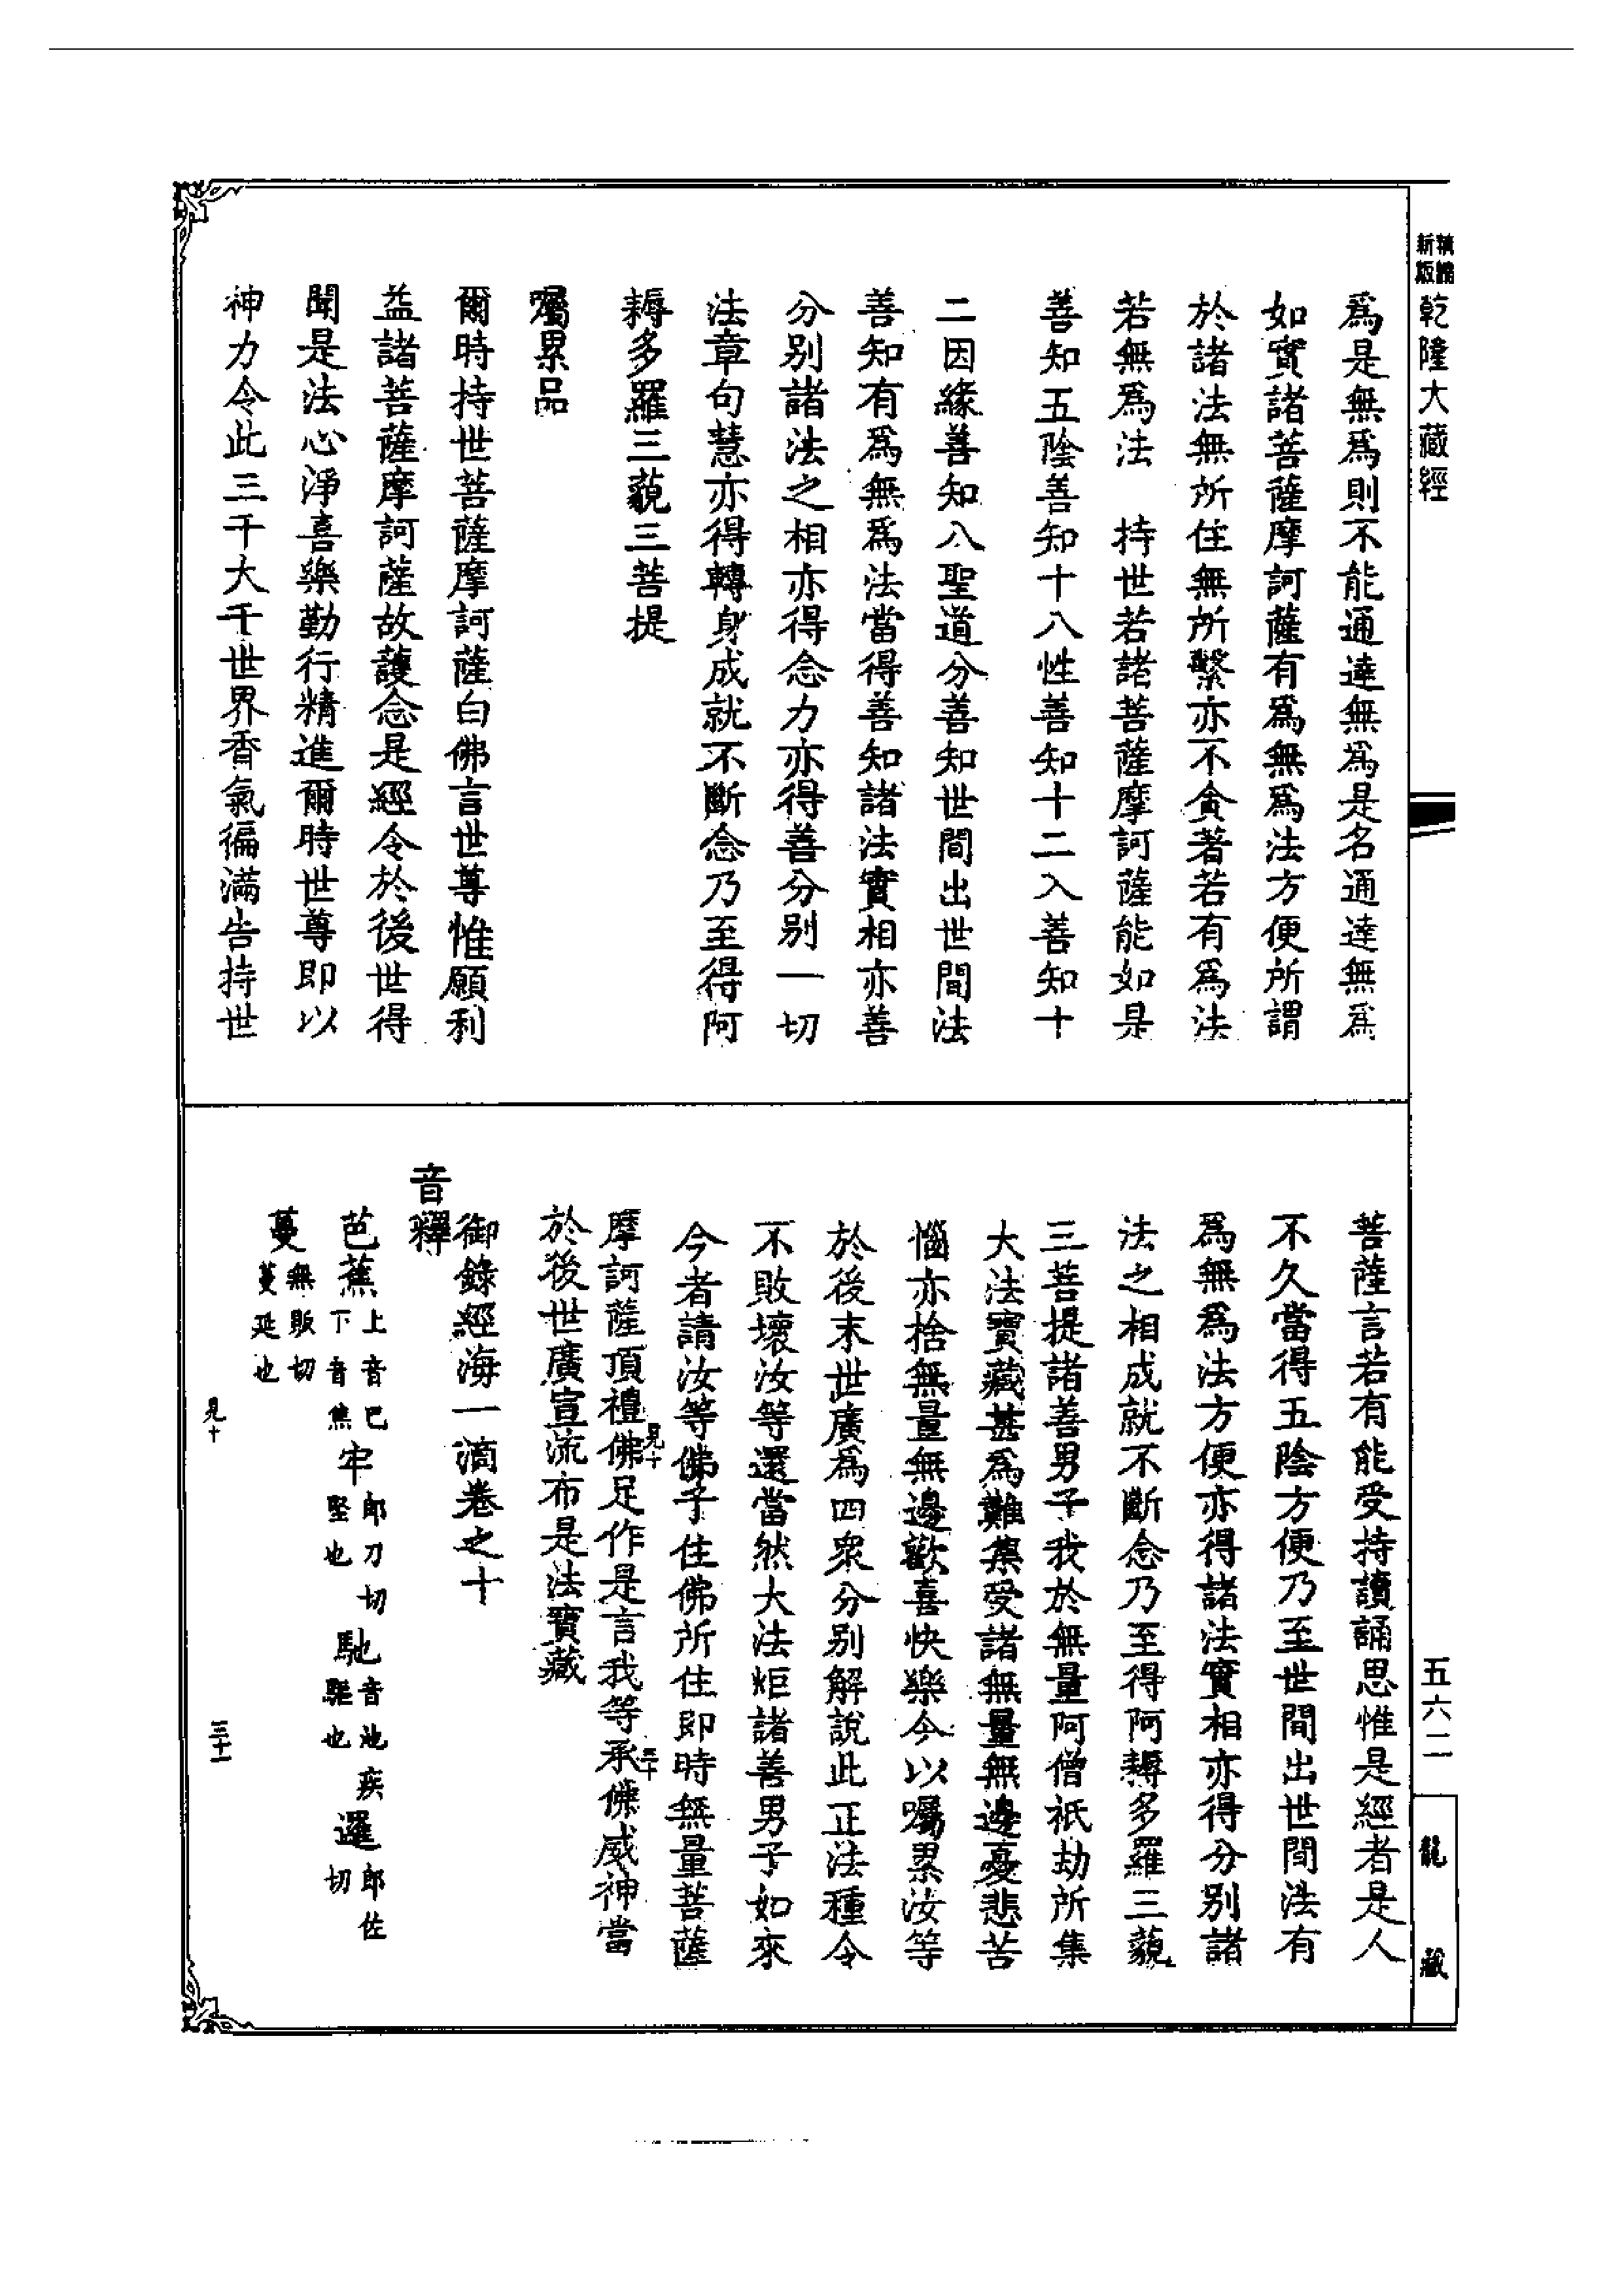 新版精譜
乾隆大藏經
為是無為則不能通達無為是名通達無為
如實諸菩薩摩訶薩有為無為法方便所謂
於諸法無所住無所繫亦不貪著若有為法
若無為法　持世若諸菩薩摩訶薩能如是
善知五陰善知十八性善知十二入善知十
二因緣善知八聖道分善知世間出世間法
善知有為無為法當得善知諸法實相亦善
分別諸法之相亦得念力亦得善分別一切
法章句慧亦得轉身成就不斷念乃至得阿
耨多羅三藐三菩提
囑累品
爾時持世菩薩摩訶薩白佛言世尊惟願利
益諸菩薩摩訶薩故護念是經令於後世得
聞是法心淨喜樂勤行精進爾時世尊即以
神力令此三千大千世界香氣徧滿告持世
菩薩言若有能受持讀誦思惟是經者是人
不久當得五陰方便乃至世間出世間法有
為無為法方便亦得諸法實相亦得分別諸
法之相成就不斷念乃至得阿耨多羅三藐
三菩提諸善男子我於無量阿僧祇劫所集
大法寶藏甚為難集受諸無量無邊憂悲苦
惱亦捨無量無邊歡喜快樂今以囑累汝等
於後末世廣為四眾分別解說此正法種令
不敗壞汝等還當然大法炬諸善男子如來
今者請汝等佛子住佛所住即時無量菩薩
摩訶薩頂禮佛足作是言我等承佛威神當
見十
三十
於後世廣宣流布是法寶藏
御錄經海一滴卷之十
音釋
芭蕉上音巴下音焦牢郎刀切堅也馳音池疾驅也邏郎佐切
蔓無販切蔓延也
見十
三十一
五六二
龍藏